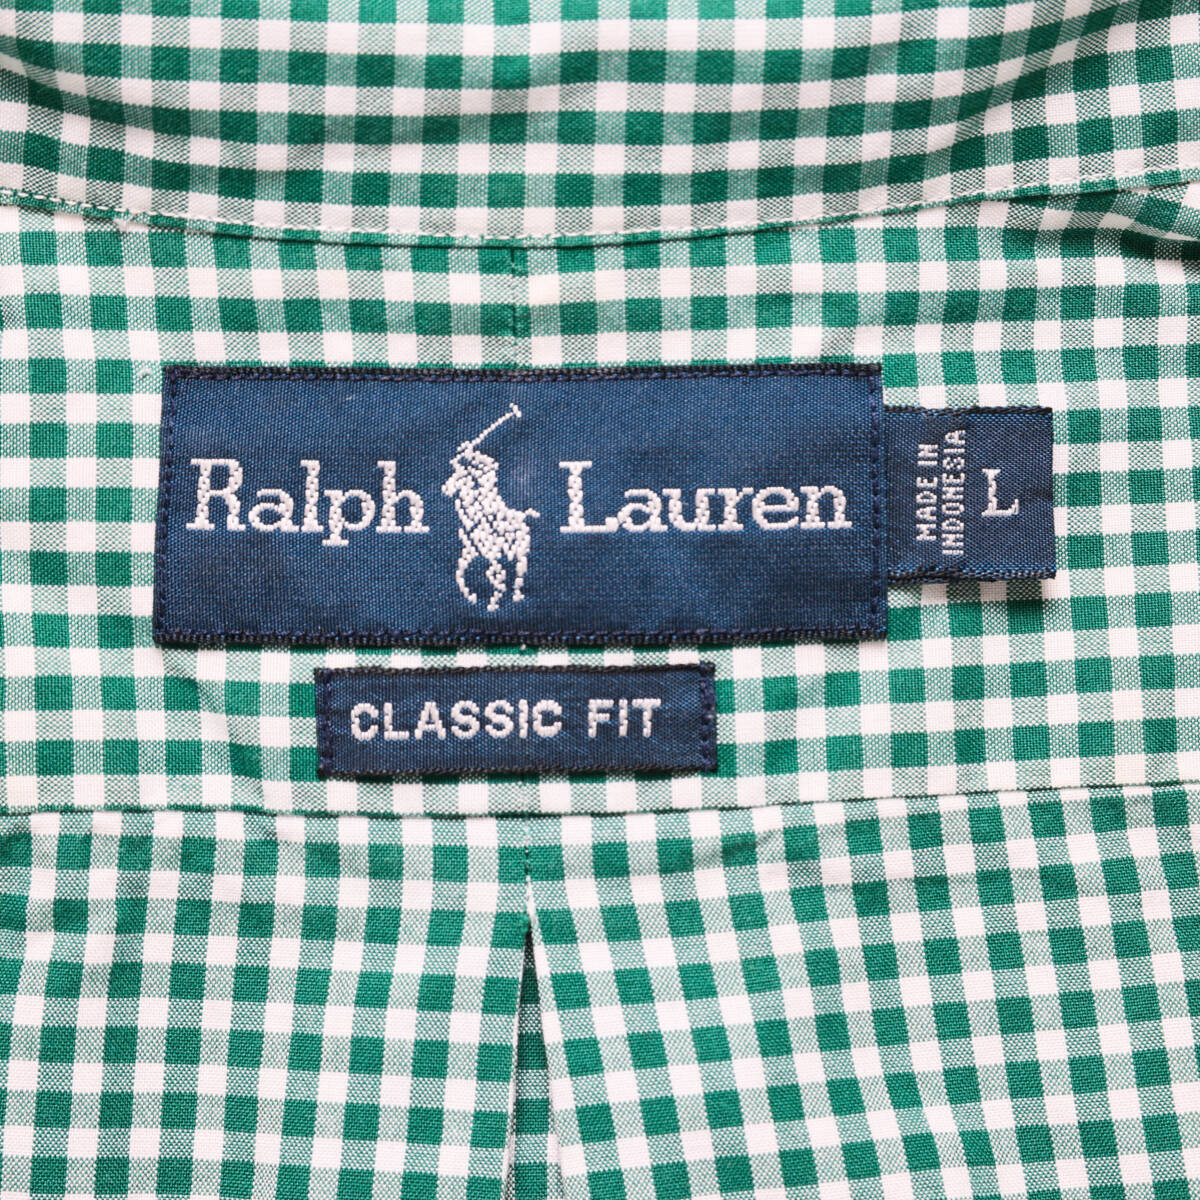 Ralph Lauren
MADE IN
INDONESIA
L
CLASSIC FIT